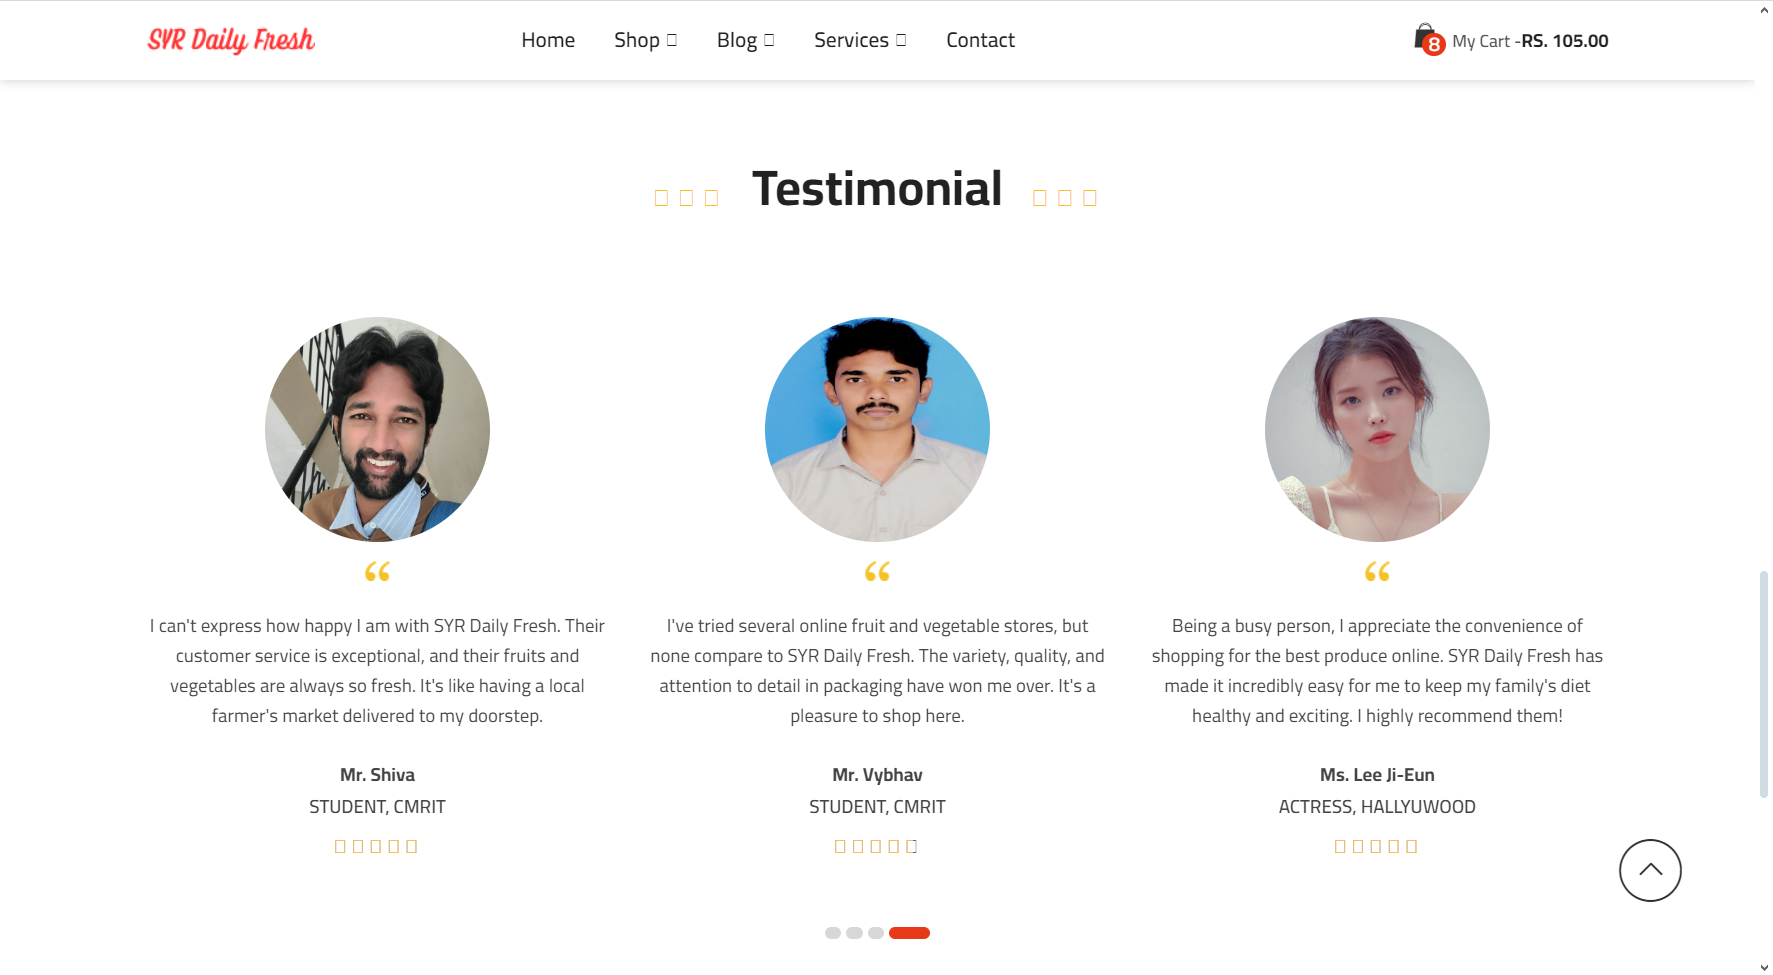 SYR Daily Fresh
Home Shop Blog Services Contact
8 My Cart -RS. 105.00
Testimonial
“
I can't express how happy I am with SYR Daily Fresh. Their
customer service is exceptional, and their fruits and
vegetables are always so fresh. It's like having a local
farmer's market delivered to my doorstep.
Mr. Shiva
STUDENT, CMRIT
“
I've tried several online fruit and vegetable stores, but
none compare to SYR Daily Fresh. The variety, quality, and
attention to detail in packaging have won me over. It's a
pleasure to shop here.
Mr. Vybhav
STUDENT, CMRIT
“
Being a busy person, I appreciate the convenience of
shopping for the best produce online. SYR Daily Fresh has
made it incredibly easy for me to keep my family's diet
healthy and exciting. I highly recommend them!
Ms. Lee Ji-Eun
ACTRESS, HALLYUWOOD